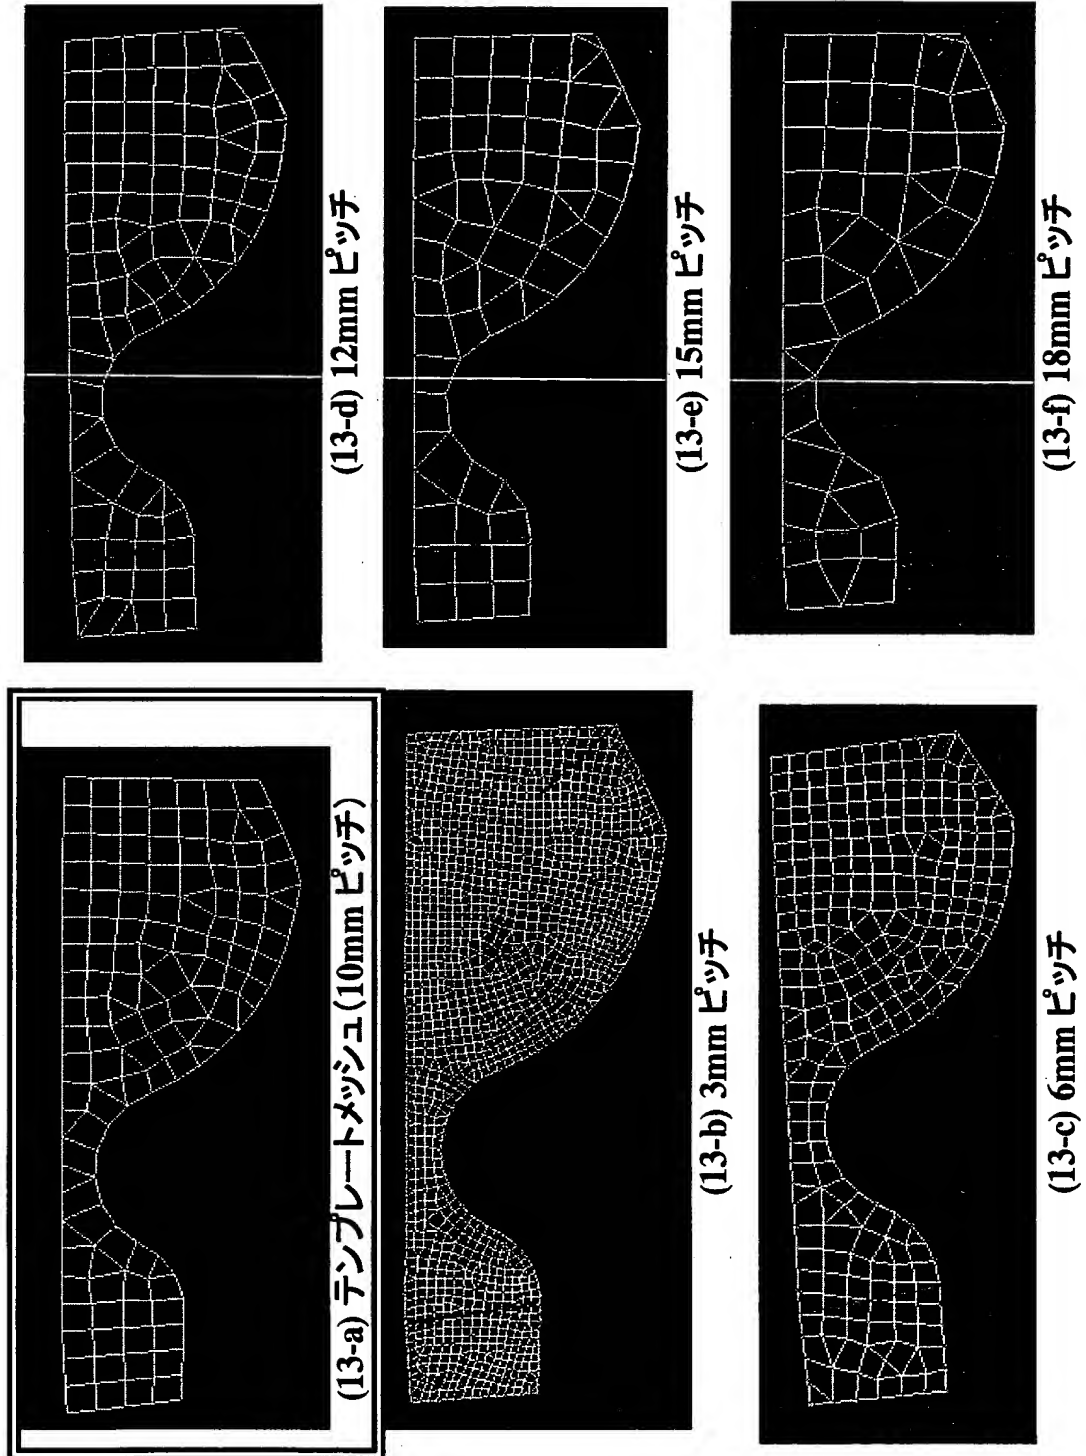 (13-a) テンプレートメッシュ(10mm ピッチ)
(13-b) 3mm ピッチ
(13-c) 6mm ピッチ
(13-d) 12mm ピッチ
(13-e) 15mm ピッチ
(13-f) 18mm ピッチ